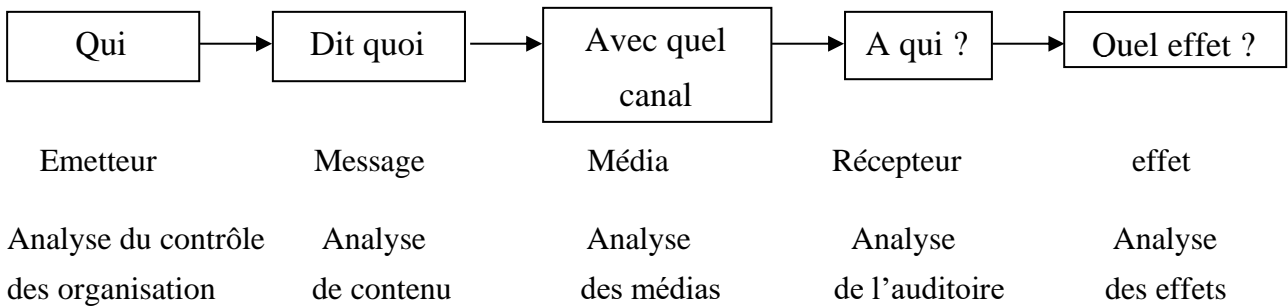 Qui
Dit quoi
Avec quel
canal
A qui ?
Ouel effet ?
Emetteur
Message
Média
Récepteur
effet
Analyse du contrôle
des organisation
Analyse
de contenu
Analyse
des médias
Analyse
de l’auditoire
Analyse
des effets